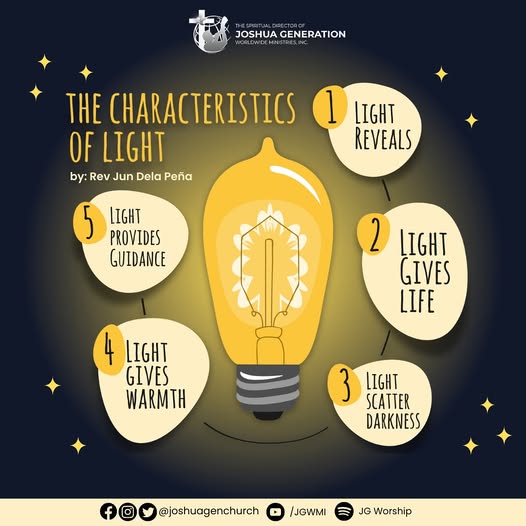 THE SPIRITUAL DIRECTOR OF
JOSHUA GENERATION
WORLDWIDE MINISTRIES, INC.
THE CHARACTERISTICS
OF LIGHT
by: Rev Jun Dela Peña
1
LIGHT
REVEALS
2
LIGHT
GIVES
LIFE
3
LIGHT
SCATTER
DARKNESS
4
LIGHT
GIVES
WARMTH
5
LIGHT
PROVIDES
GUIDANCE
@joshuagenchurch
/JGWMI
JG Worship